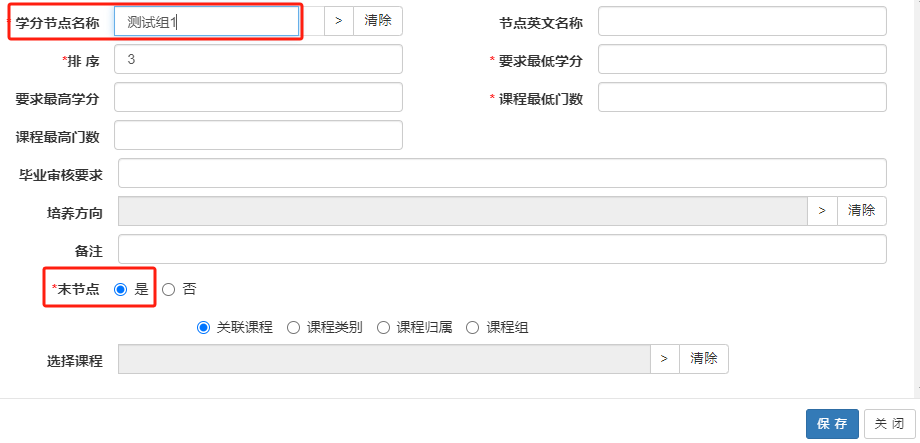 *学分节点名称 测试组1 > 清除 节点英文名称
*排 序 3 * 要求最低学分
要求最高学分 * 课程最低门数
课程最高门数
毕业审核要求
培养方向 > 清除
备注
*末节点 是 否
关联课程 课程类别 课程归属 课程组
选择课程 > 清除
保 存 关 闭